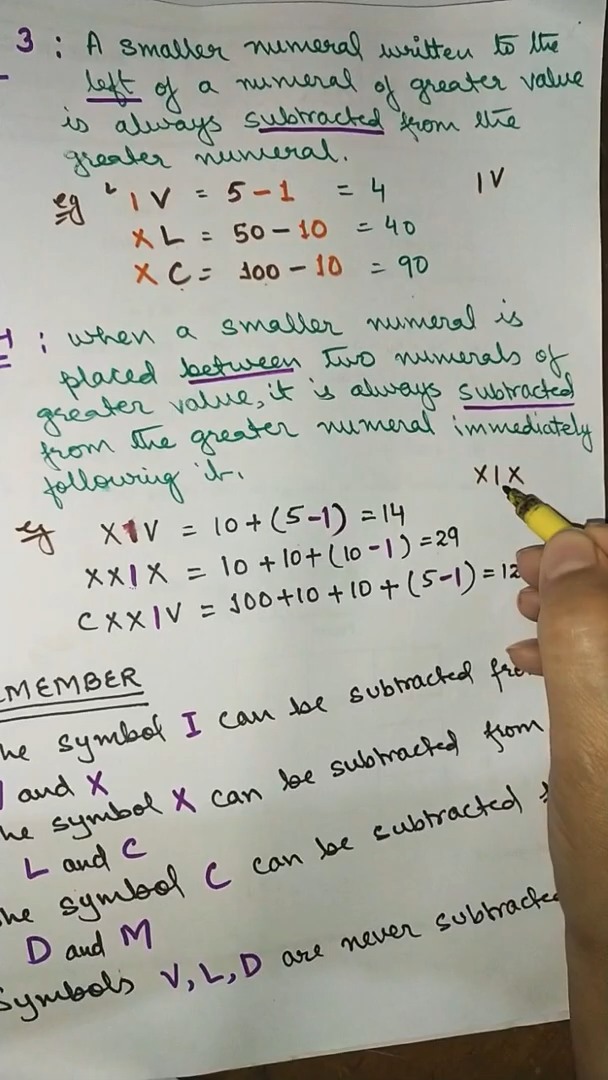 3 : A smaller numeral written to the
left of a numeral of greater value
is always subtracted from the
greater numeral.
eg IV = 5-1 = 4 IV
XL = 50-10 = 40
XC = 100-10 = 90
: when a smaller numeral is
placed between two numerals of
greater value, it is always subtracted
from the greater numeral immediately
following it.
XIX
eg XIV = 10+(5-1) = 14
XXIX = 10+10+(10-1) = 29
CXXIV = 100+10+10+(5-1) = 12
MEMBER
he symbol I can be subtracted fro
and X
he symbol X can be subtracted from
L and C
he symbol C can be subtracted
D and M
Symbols V, L, D are never subtracted